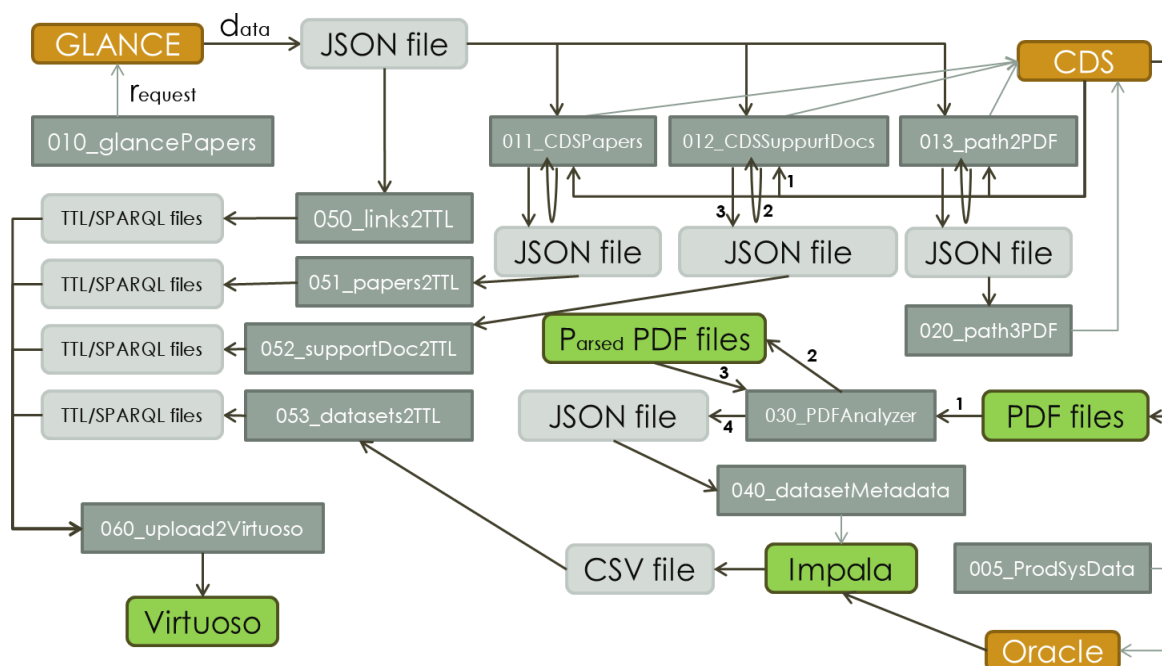 GLANCE
data
JSON file
CDS
request
010_glancePapers
011_CDSPapers
012_CDSSuppurtDocs
013_path2PDF
1
3
2
TTL/SPARQL files
050_links2TTL
JSON file
JSON file
JSON file
TTL/SPARQL files
051_papers2TTL
020_path3PDF
TTL/SPARQL files
052_supportDoc2TTL
Parsed PDF files
2
3
TTL/SPARQL files
053_datasets2TTL
JSON file
4
030_PDFAnalyzer
1
PDF files
040_datasetMetadata
060_upload2Virtuoso
CSV file
Impala
005_ProdSysData
Virtuoso
Oracle